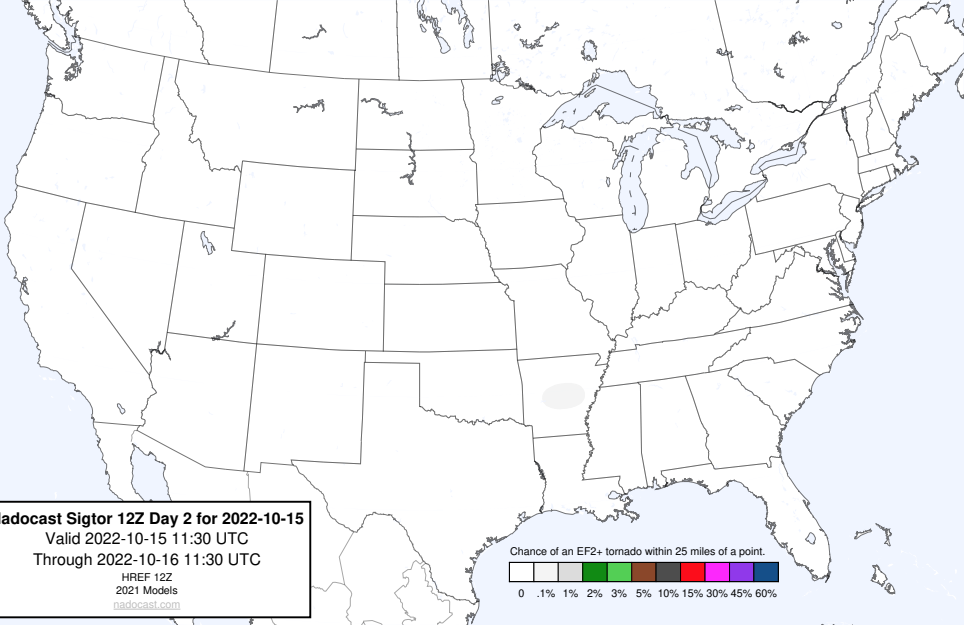 adocast Sigtor 12Z Day 2 for 2022-10-15
Valid 2022-10-15 11:30 UTC
Through 2022-10-16 11:30 UTC
HREF 12Z
2021 Models
nadocast.com
Chance of an EF2+ tornado within 25 miles of a point.
0 .1% 1% 2% 3% 5% 10% 15% 30% 45% 60%